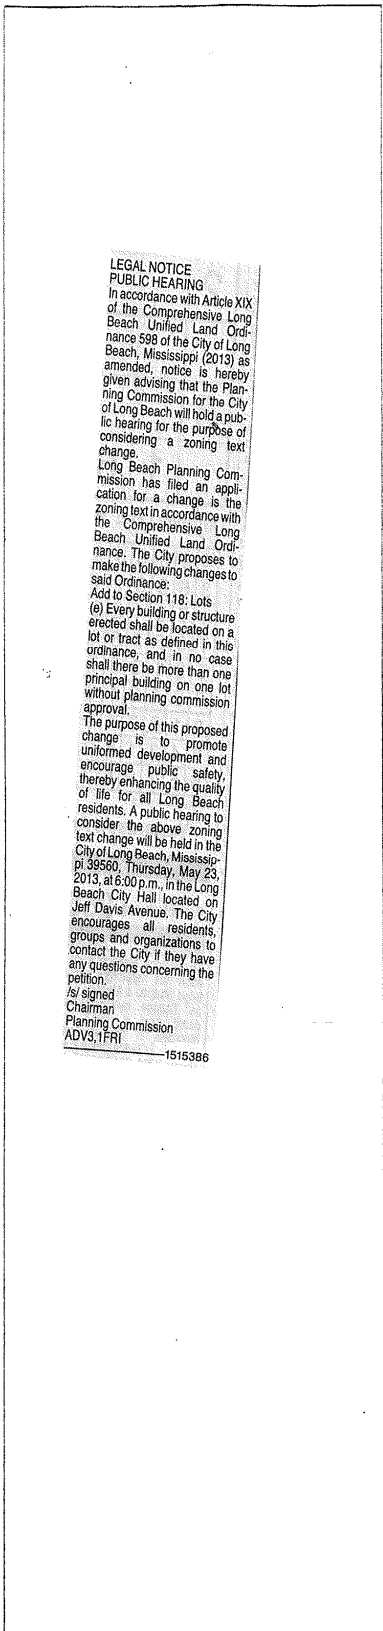 LEGAL NOTICE
PUBLIC HEARING
In accordance with Article XIX
of the Comprehensive Long
Beach Unified Land Ordi-
nance 598 of the City of Long
Beach, Mississippi (2013) as
amended, notice is hereby
given advising that the Plan-
ning Commission for the City
of Long Beach will hold a pub-
lic hearing for the purpose of
considering a zoning text
change.
Long Beach Planning Com-
mission has filed an appli-
cation for a change is the
zoning text in accordance with
the Comprehensive Long
Beach Unified Land Ordi-
nance. The City proposes to
make the following changes to
said Ordinance:
Add to Section 118: Lots
(e) Every building or structure
erected shall be located on a
lot or tract as defined in this
ordinance, and in no case
shall there be more than one
principal building on one lot
without planning commission
approval.
The purpose of this proposed
change is to promote
uniformed development and
encourage public safety,
thereby enhancing the quality
of life for all Long Beach
residents. A public hearing to
consider the above zoning
text change will be held in the
City of Long Beach, Mississip-
pi 39560, Thursday, May 23,
2013, at 6:00 p.m., in the Long
Beach City Hall located on
Jeff Davis Avenue. The City
encourages all residents,
groups and organizations to
contact the City if they have
any questions concerning the
petition.
/s/ signed
Chairman
Planning Commission
ADV3,1FRI
1515386